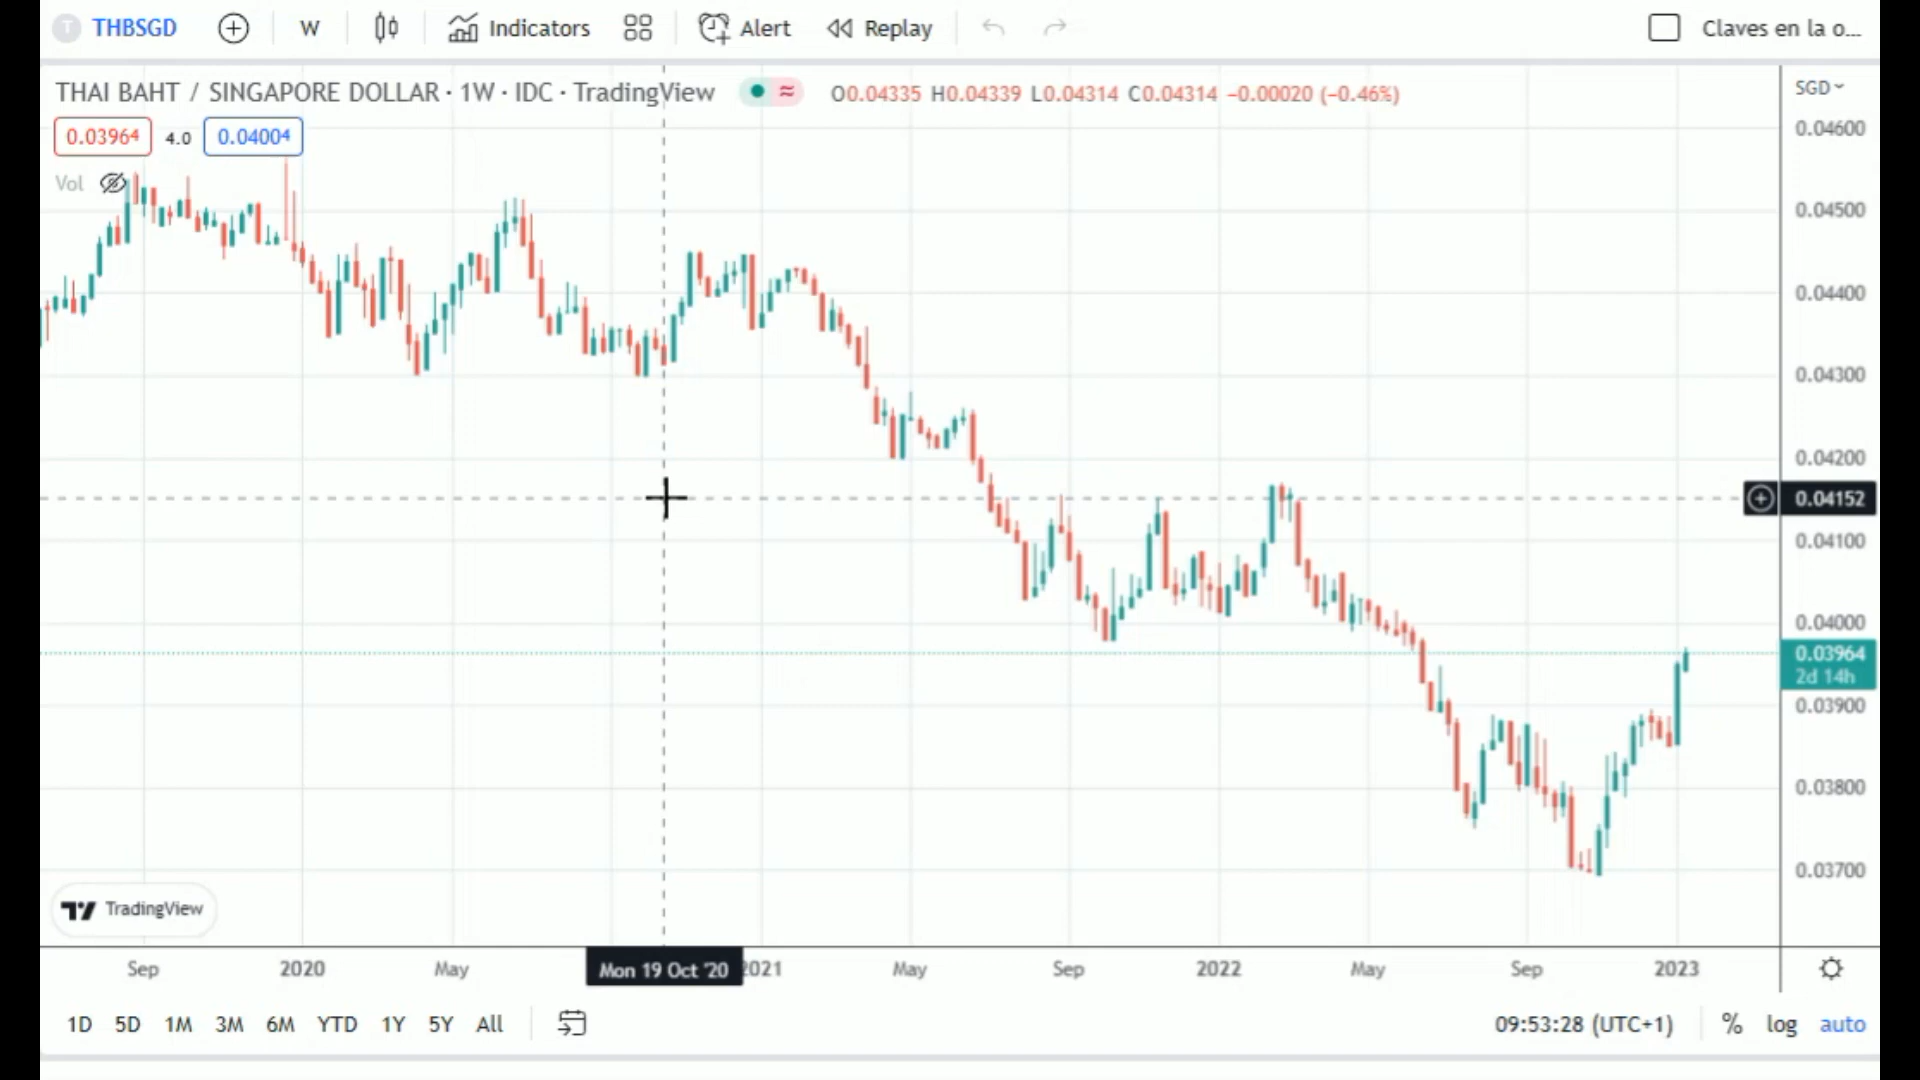 T THBSGD W Indicators Alert Replay Claves en la o...
THAI BAHT / SINGAPORE DOLLAR · 1W · IDC · TradingView O0.04335 H0.04339 L0.04314 C0.04314 −0.00020 (−0.46%) SGD
0.03964 4.0 0.04004
Vol
0.04600
0.04500
0.04400
0.04300
0.04200
0.04152
0.04100
0.04000
0.03964
2d 14h
0.03900
0.03800
0.03700
TradingView
Sep 2020 May Mon 19 Oct '20 2021 May Sep 2022 May Sep 2023
1D 5D 1M 3M 6M YTD 1Y 5Y All 09:53:28 (UTC+1) % log auto